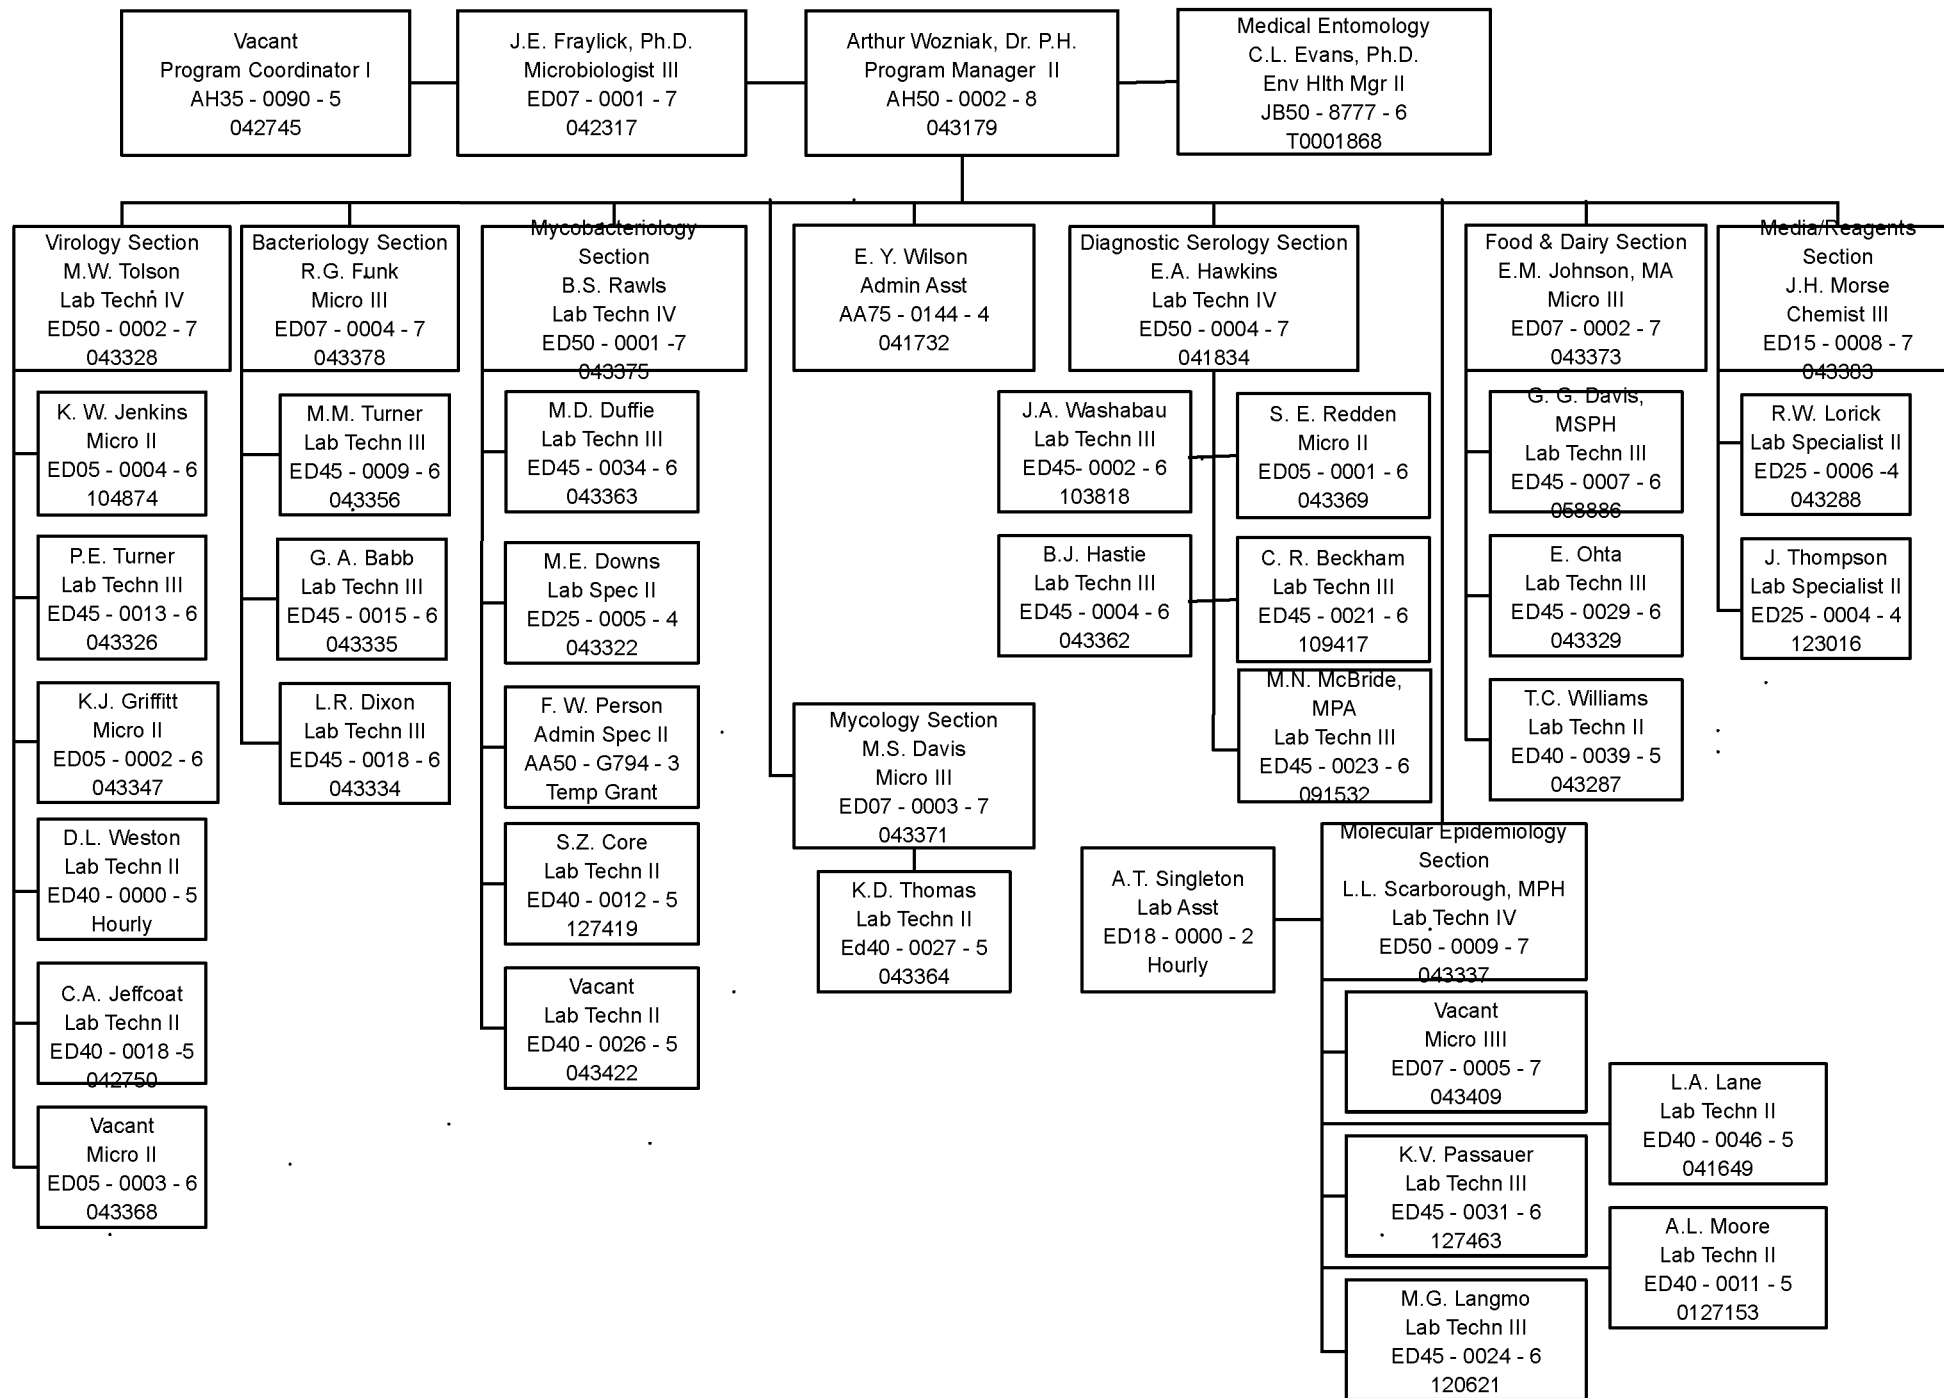 Vacant
Program Coordinator I
AH35 - 0090 - 5
042745
J.E. Fraylick, Ph.D.
Microbiologist III
ED07 - 0001 - 7
042317
Arthur Wozniak, Dr. P.H.
Program Manager II
AH50 - 0002 - 8
043179
Medical Entomology
C.L. Evans, Ph.D.
Env Hlth Mgr II
JB50 - 8777 - 6
T0001868
Virology Section
M.W. Tolson
Lab Techn IV
ED50 - 0002 - 7
043328
Bacteriology Section
R.G. Funk
Micro III
ED07 - 0004 - 7
043378
Mycobacteriology
Section
B.S. Rawls
Lab Techn IV
ED50 - 0001 -7
043375
E. Y. Wilson
Admin Asst
AA75 - 0144 - 4
041732
Diagnostic Serology Section
E.A. Hawkins
Lab Techn IV
ED50 - 0004 - 7
041834
Food & Dairy Section
E.M. Johnson, MA
Micro III
ED07 - 0002 - 7
043373
Media/Reagents
Section
J.H. Morse
Chemist III
ED15 - 0008 - 7
043383
K. W. Jenkins
Micro II
ED05 - 0004 - 6
104874
P.E. Turner
Lab Techn III
ED45 - 0013 - 6
043326
K.J. Griffitt
Micro II
ED05 - 0002 - 6
043347
D.L. Weston
Lab Techn II
ED40 - 0000 - 5
Hourly
C.A. Jeffcoat
Lab Techn II
ED40 - 0018 -5
042750
Vacant
Micro II
ED05 - 0003 - 6
043368
M.M. Turner
Lab Techn III
ED45 - 0009 - 6
043356
G. A. Babb
Lab Techn III
ED45 - 0015 - 6
043335
L.R. Dixon
Lab Techn III
ED45 - 0018 - 6
043334
M.D. Duffie
Lab Techn III
ED45 - 0034 - 6
043363
M.E. Downs
Lab Spec II
ED25 - 0005 - 4
043322
F. W. Person
Admin Spec II
AA50 - G794 - 3
Temp Grant
S.Z. Core
Lab Techn II
ED40 - 0012 - 5
127419
Vacant
Lab Techn II
ED40 - 0026 - 5
043422
Mycology Section
M.S. Davis
Micro III
ED07 - 0003 - 7
043371
K.D. Thomas
Lab Techn II
Ed40 - 0027 - 5
043364
J.A. Washabau
Lab Techn III
ED45- 0002 - 6
103818
S. E. Redden
Micro II
ED05 - 0001 - 6
043369
B.J. Hastie
Lab Techn III
ED45 - 0004 - 6
043362
C. R. Beckham
Lab Techn III
ED45 - 0021 - 6
109417
M.N. McBride,
MPA
Lab Techn III
ED45 - 0023 - 6
091532
Molecular Epidemiology
Section
L.L. Scarborough, MPH
Lab Techn IV
ED50 - 0009 - 7
043337
A.T. Singleton
Lab Asst
ED18 - 0000 - 2
Hourly
Vacant
Micro IIII
ED07 - 0005 - 7
043409
L.A. Lane
Lab Techn II
ED40 - 0046 - 5
041649
K.V. Passauer
Lab Techn III
ED45 - 0031 - 6
127463
A.L. Moore
Lab Techn II
ED40 - 0011 - 5
0127153
M.G. Langmo
Lab Techn III
ED45 - 0024 - 6
120621
G. G. Davis,
MSPH
Lab Techn III
ED45 - 0007 - 6
058886
E. Ohta
Lab Techn III
ED45 - 0029 - 6
043329
T.C. Williams
Lab Techn II
ED40 - 0039 - 5
043287
R.W. Lorick
Lab Specialist II
ED25 - 0006 -4
043288
J. Thompson
Lab Specialist II
ED25 - 0004 - 4
123016